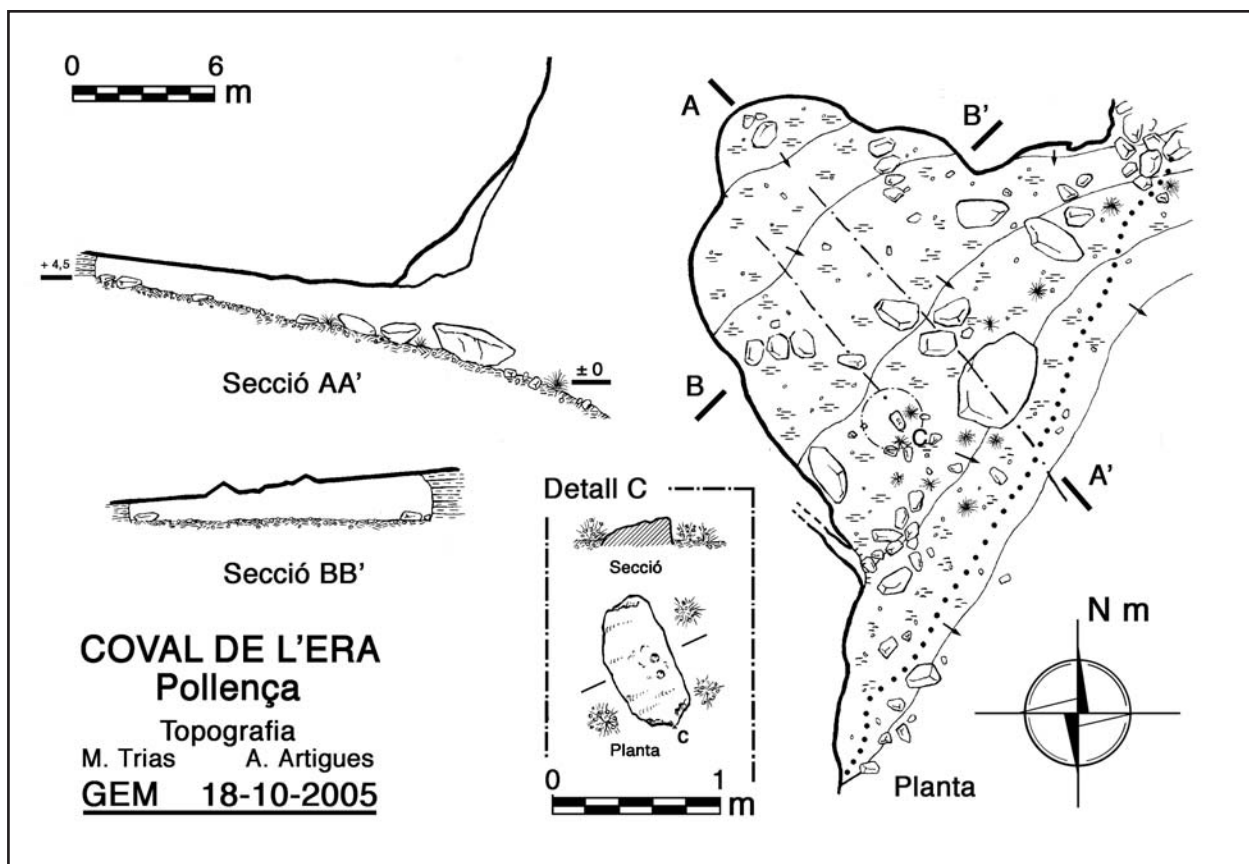 0 6
m
+ 4,5
± 0
Secció AA'
Secció BB'
COVAL DE L'ERA
Pollença
Topografia
M. Trias A. Artigues
GEM 18-10-2005
Detall C
Secció
C
Planta
0 1
m
A
B'
B
C
A'
N m
Planta